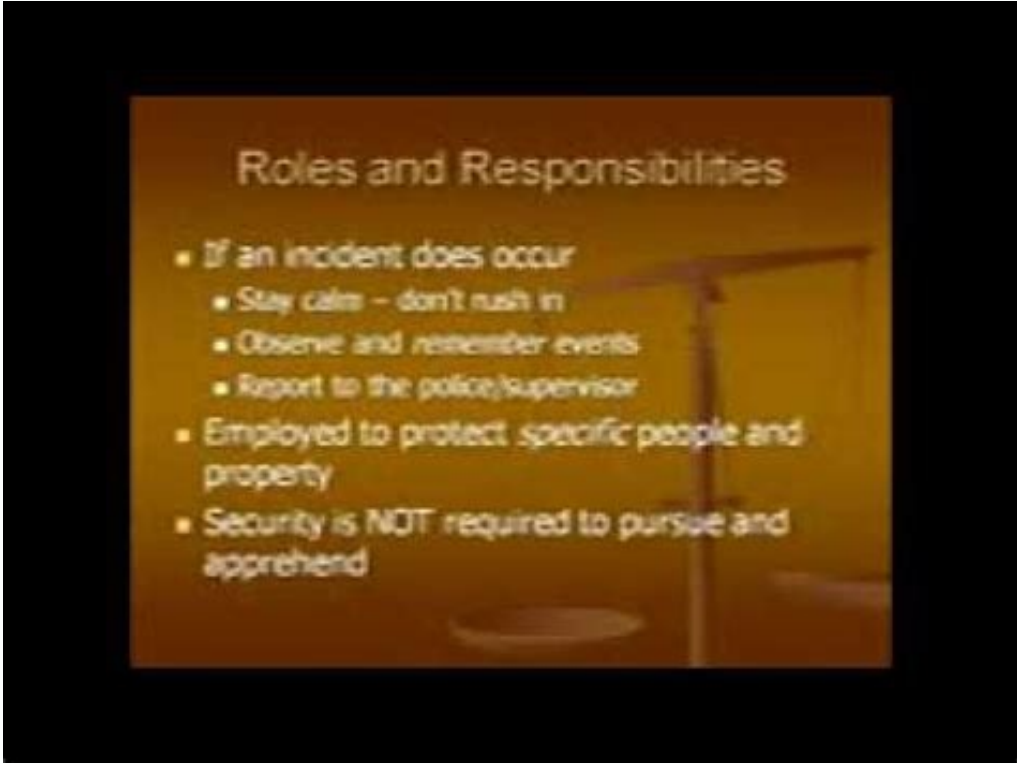 Roles and Responsibilities
If an incident does occur
Stay calm – don't rush in
Observe and remember events
Report to the police/supervisor
Employed to protect specific people and
property
Security is NOT required to pursue and
apprehend